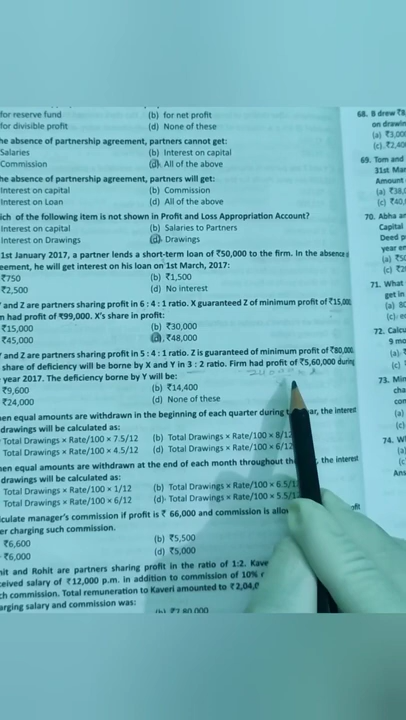 for reserve fund (b) for net profit
for divisible profit (d) None of these
he absence of partnership agreement, partners cannot get:
Salaries (b) Interest on capital
Commission (d) All of the above
he absence of partnership agreement, partners will get:
Interest on capital (b) Commission
Interest on Loan (d) All of the above
ich of the following item is not shown in Profit and Loss Appropriation Account?
Interest on capital (b) Salaries to Partners
Interest on Drawings (d) Drawings
1st January 2017, a partner lends a short-term loan of ₹50,000 to the firm. In the absence
eement, he will get interest on his loan on 1st March, 2017:
₹750 (b) ₹1,500
₹2,500 (d) No interest
and Z are partners sharing profit in 6 : 4 : 1 ratio. X guaranteed Z of minimum profit of ₹15,000
n had profit of ₹99,000. X's share in profit:
₹15,000 (b) ₹30,000
₹45,000 (d) ₹48,000
and Z are partners sharing profit in 5 : 4 : 1 ratio. Z is guaranteed of minimum profit of ₹80,000
share of deficiency will be borne by X and Y in 3 : 2 ratio. Firm had profit of ₹5,60,000 during
year 2017. The deficiency borne by Y will be:
₹9,600 (b) ₹14,400
₹24,000 (d) None of these
en equal amounts are withdrawn in the beginning of each quarter during ar, the interest
drawings will be calculated as:
Total Drawings × Rate/100 × 7.5/12 (b) Total Drawings × Rate/100 × 8/12
Total Drawings × Rate/100 × 4.5/12 (d) Total Drawings × Rate/100 × 6/12
en equal amounts are withdrawn at the end of each month throughout th , the interest
drawings will be calculated as:
Total Drawings × Rate/100 × 1/12 (b) Total Drawings × Rate/100 × 6.5/1
Total Drawings × Rate/100 × 6/12 (d) Total Drawings × Rate/100 × 5.5/1
culate manager's commission if profit is ₹ 66,000 and commission is allo ofit
er charging such commission.
₹6,600 (b) ₹5,500
₹6,000 (d) ₹5,000
it and Rohit are partners sharing profit in the ratio of 1:2. Kave
ceived salary of ₹12,000 p.m. in addition to commission of 10%
ch commission. Total remuneration to Kaveri amounted to ₹2,04,0
arging salary and commission was:
68. B drew ₹8
on drawin
(a) ₹3,00
(c) ₹2,40
69. Tom and
31st Mar
Amount
(a) ₹38,
(c) ₹40,
70. Abha ar
Capital
Deed p
year en
(a) ₹5
(c) ₹2
71. What
get in
(a) 80
(c)
72. Calcu
9 mo
(a) ₹
(c)
73. Min
cha
con
(a)
(c)
74. W
(a)
(c
Ans